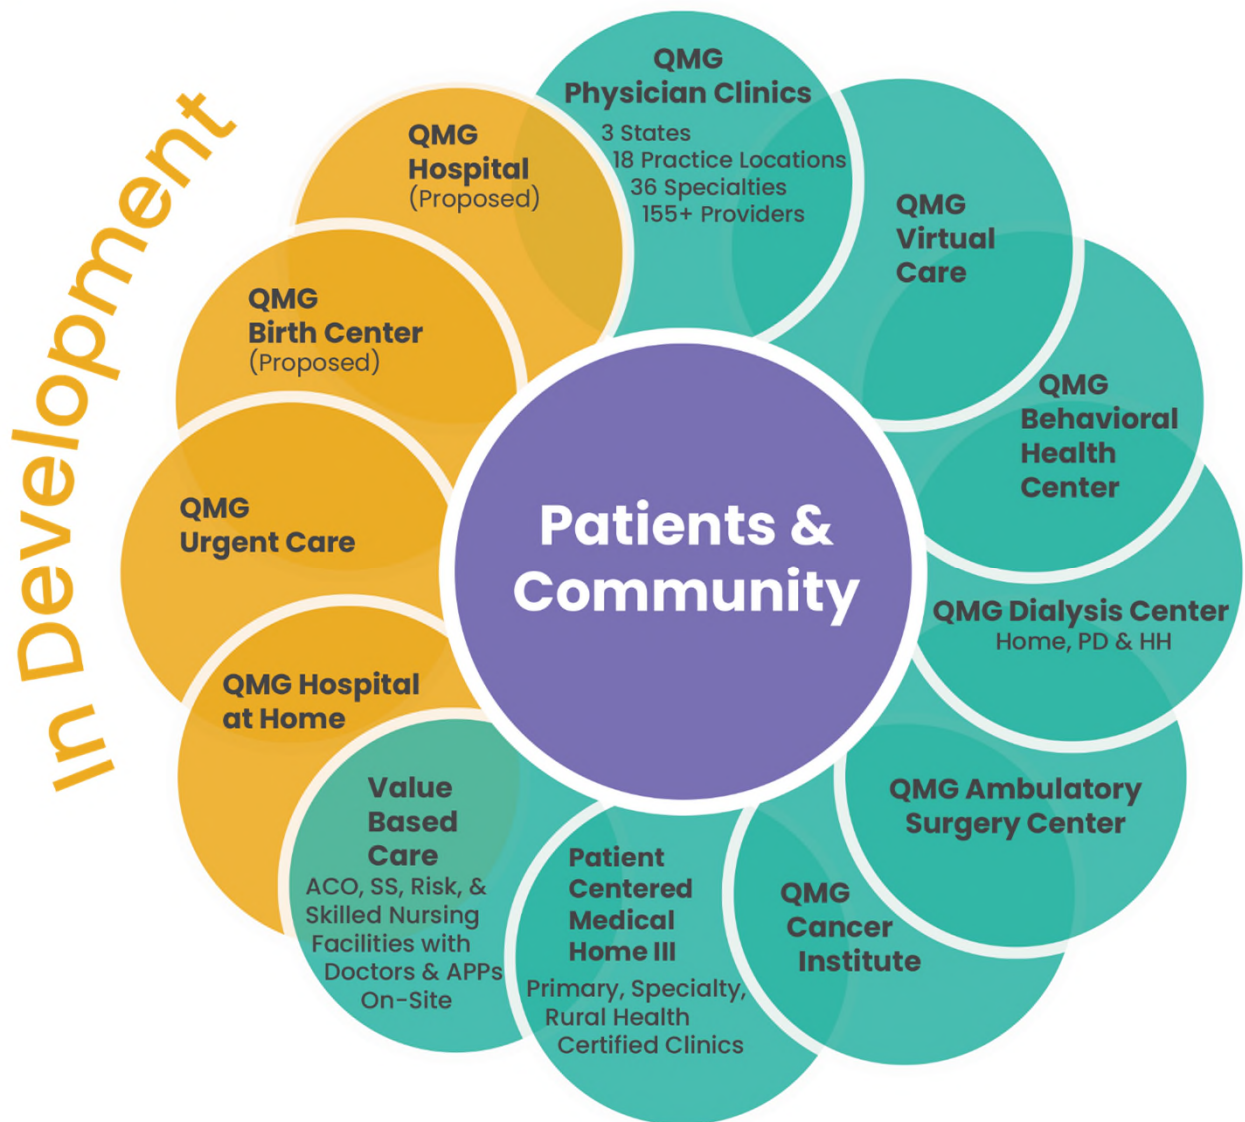 In Development
QMG
Physician Clinics
3 States
18 Practice Locations
36 Specialties
155+ Providers
QMG
Virtual
Care
QMG
Behavioral
Health
Center
QMG Dialysis Center
Home, PD & HH
QMG Ambulatory
Surgery Center
QMG
Cancer
Institute
Patient
Centered
Medical
Home III
Primary, Specialty,
Rural Health
Certified Clinics
Value
Based
Care
ACO, SS, Risk, &
Skilled Nursing
Facilities with
Doctors & APPs
On-Site
QMG Hospital
at Home
QMG
Urgent Care
QMG
Birth Center
(Proposed)
QMG
Hospital
(Proposed)
Patients &
Community